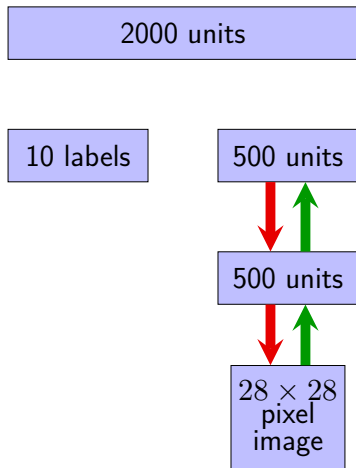 2000 units
10 labels
500 units
500 units
28 × 28
pixel
image